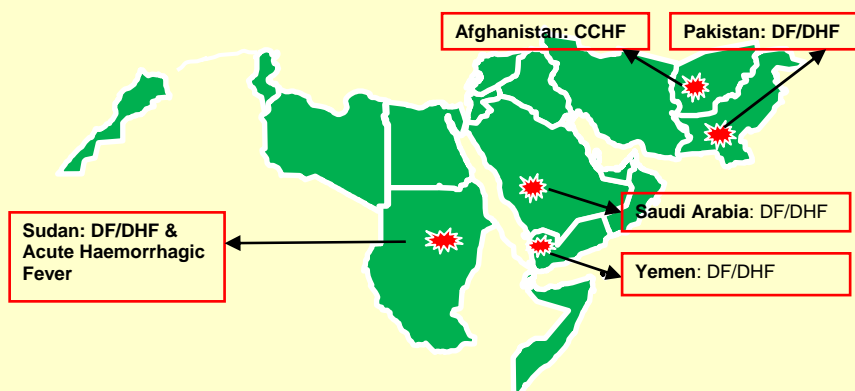 Afghanistan: CCHF
Pakistan: DF/DHF
Saudi Arabia: DF/DHF
Sudan: DF/DHF &
Acute Haemorrhagic
Fever
Yemen: DF/DHF